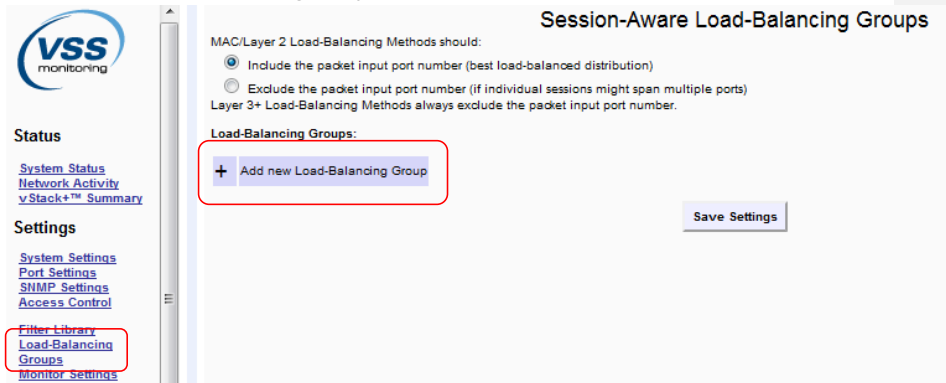 VSS
monitoring
Status
System Status
Network Activity
vStack+™ Summary
Settings
System Settings
Port Settings
SNMP Settings
Access Control
Filter Library
Load-Balancing
Groups
Monitor Settings
Session-Aware Load-Balancing Groups
MAC/Layer 2 Load-Balancing Methods should:
Include the packet input port number (best load-balanced distribution)
Exclude the packet input port number (if individual sessions might span multiple ports)
Layer 3+ Load-Balancing Methods always exclude the packet input port number.
Load-Balancing Groups:
+ Add new Load-Balancing Group
Save Settings